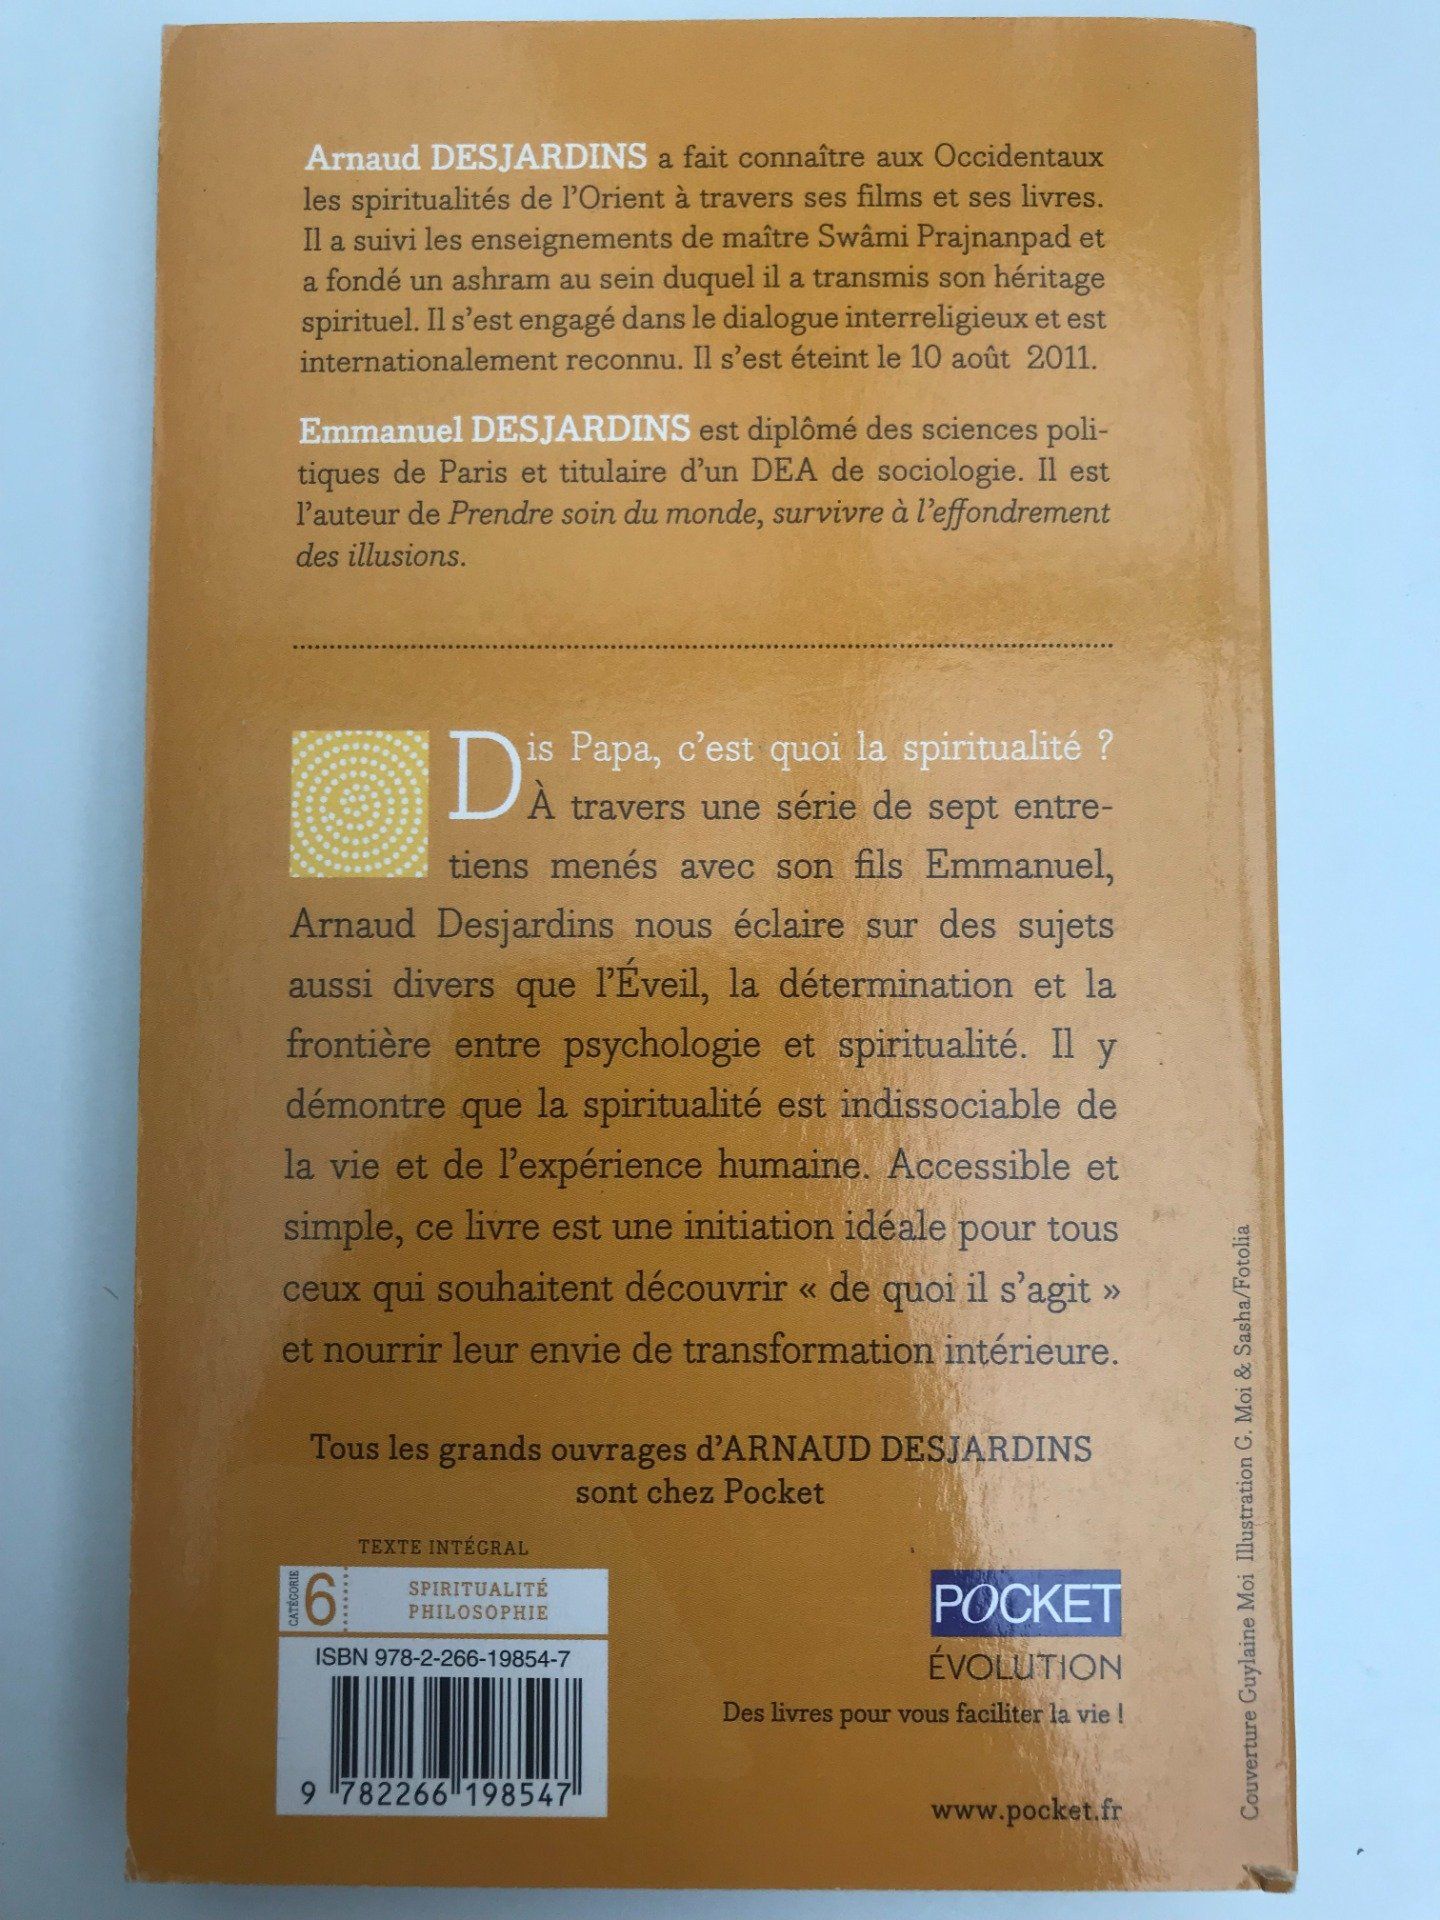 Arnaud DESJARDINS a fait connaître aux Occidentaux
les spiritualités de l'Orient à travers ses films et ses livres.
Il a suivi les enseignements de maître Swâmi Prajnanpad et
a fondé un ashram au sein duquel il a transmis son héritage
spirituel. Il s'est engagé dans le dialogue interreligieux et est
internationalement reconnu. Il s'est éteint le 10 août 2011.
Emmanuel DESJARDINS est diplômé des sciences poli-
tiques de Paris et titulaire d'un DEA de sociologie. Il est
l'auteur de Prendre soin du monde, survivre à l'effondrement
des illusions.
Dis Papa, c'est quoi la spiritualité ?
À travers une série de sept entre-
tiens menés avec son fils Emmanuel,
Arnaud Desjardins nous éclaire sur des sujets
aussi divers que l'Éveil, la détermination et la
frontière entre psychologie et spiritualité. Il y
démontre que la spiritualité est indissociable de
la vie et de l'expérience humaine. Accessible et
simple, ce livre est une initiation idéale pour tous
ceux qui souhaitent découvrir « de quoi il s'agit »
et nourrir leur envie de transformation intérieure.
Tous les grands ouvrages d'ARNAUD DESJARDINS
sont chez Pocket
TEXTE INTÉGRAL
CATÉGORIE 6
SPIRITUALITÉ
PHILOSOPHIE
ISBN 978-2-266-19854-7
9 782266 198547
POCKET
ÉVOLUTION
Des livres pour vous faciliter la vie !
www.pocket.fr
Couverture Guylaine Moi Illustration G. Moi & Sasha/Fotolia